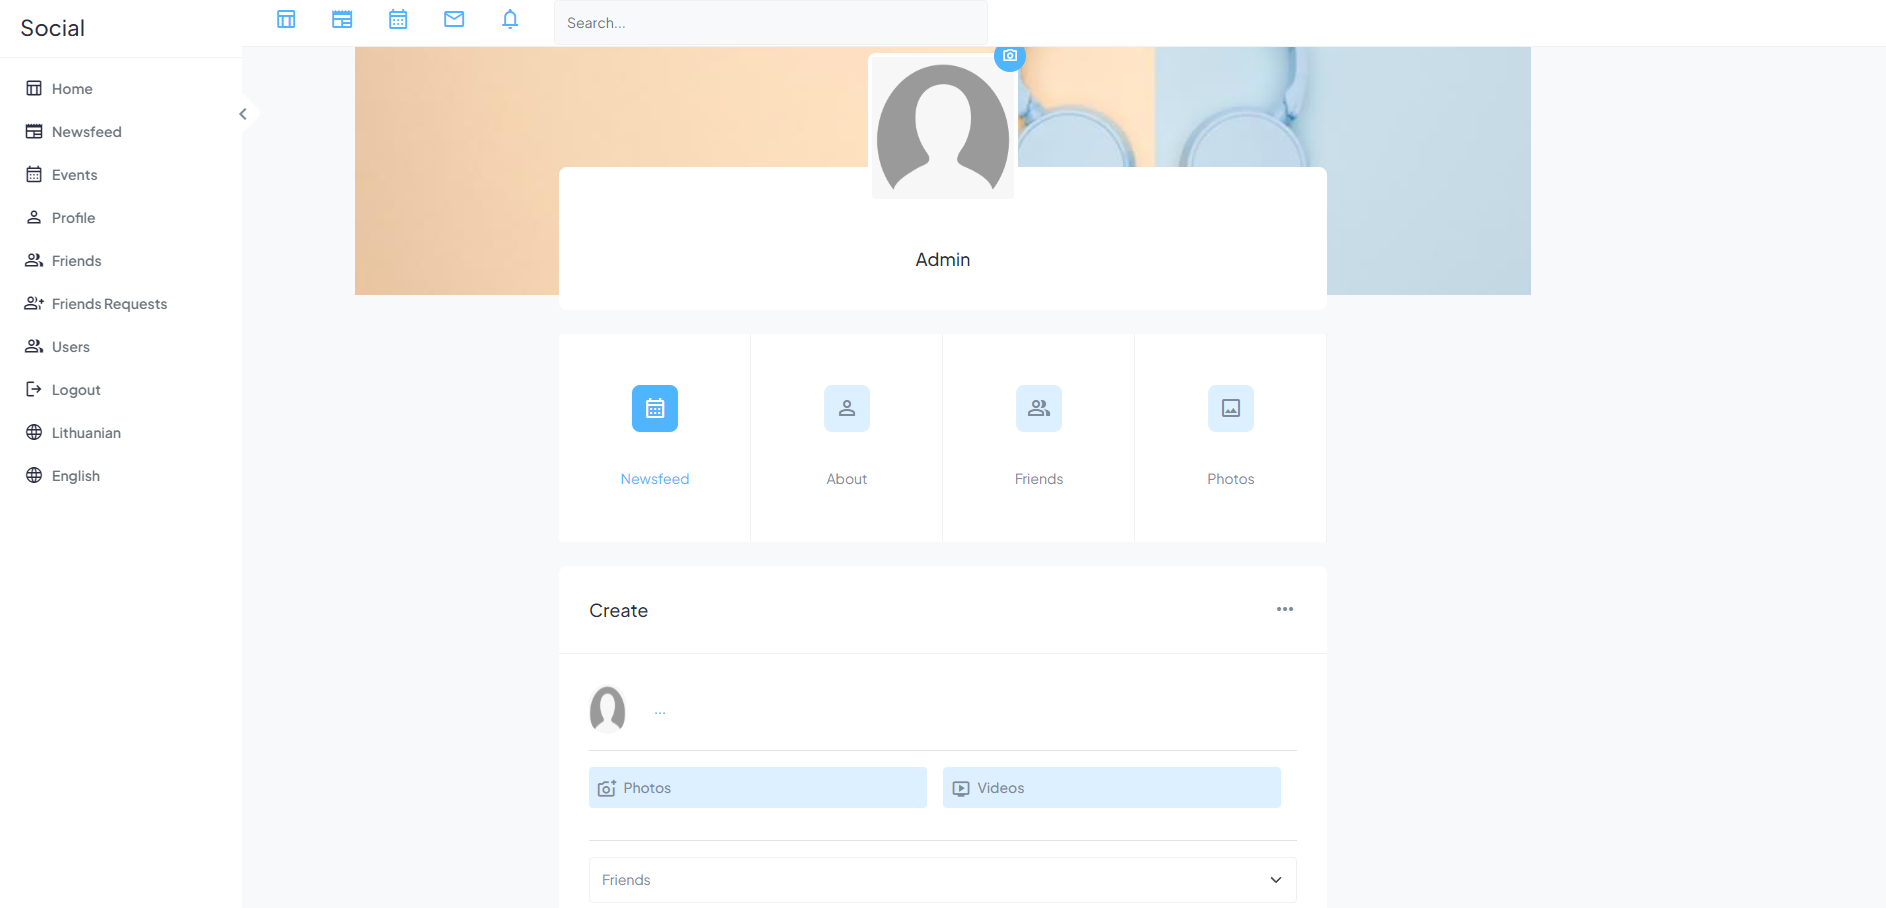 Social
Search...
Home
Newsfeed
Events
Profile
Friends
Friends Requests
Users
Logout
Lithuanian
English
Admin
Newsfeed
About
Friends
Photos
Create
...
Photos
Videos
Friends